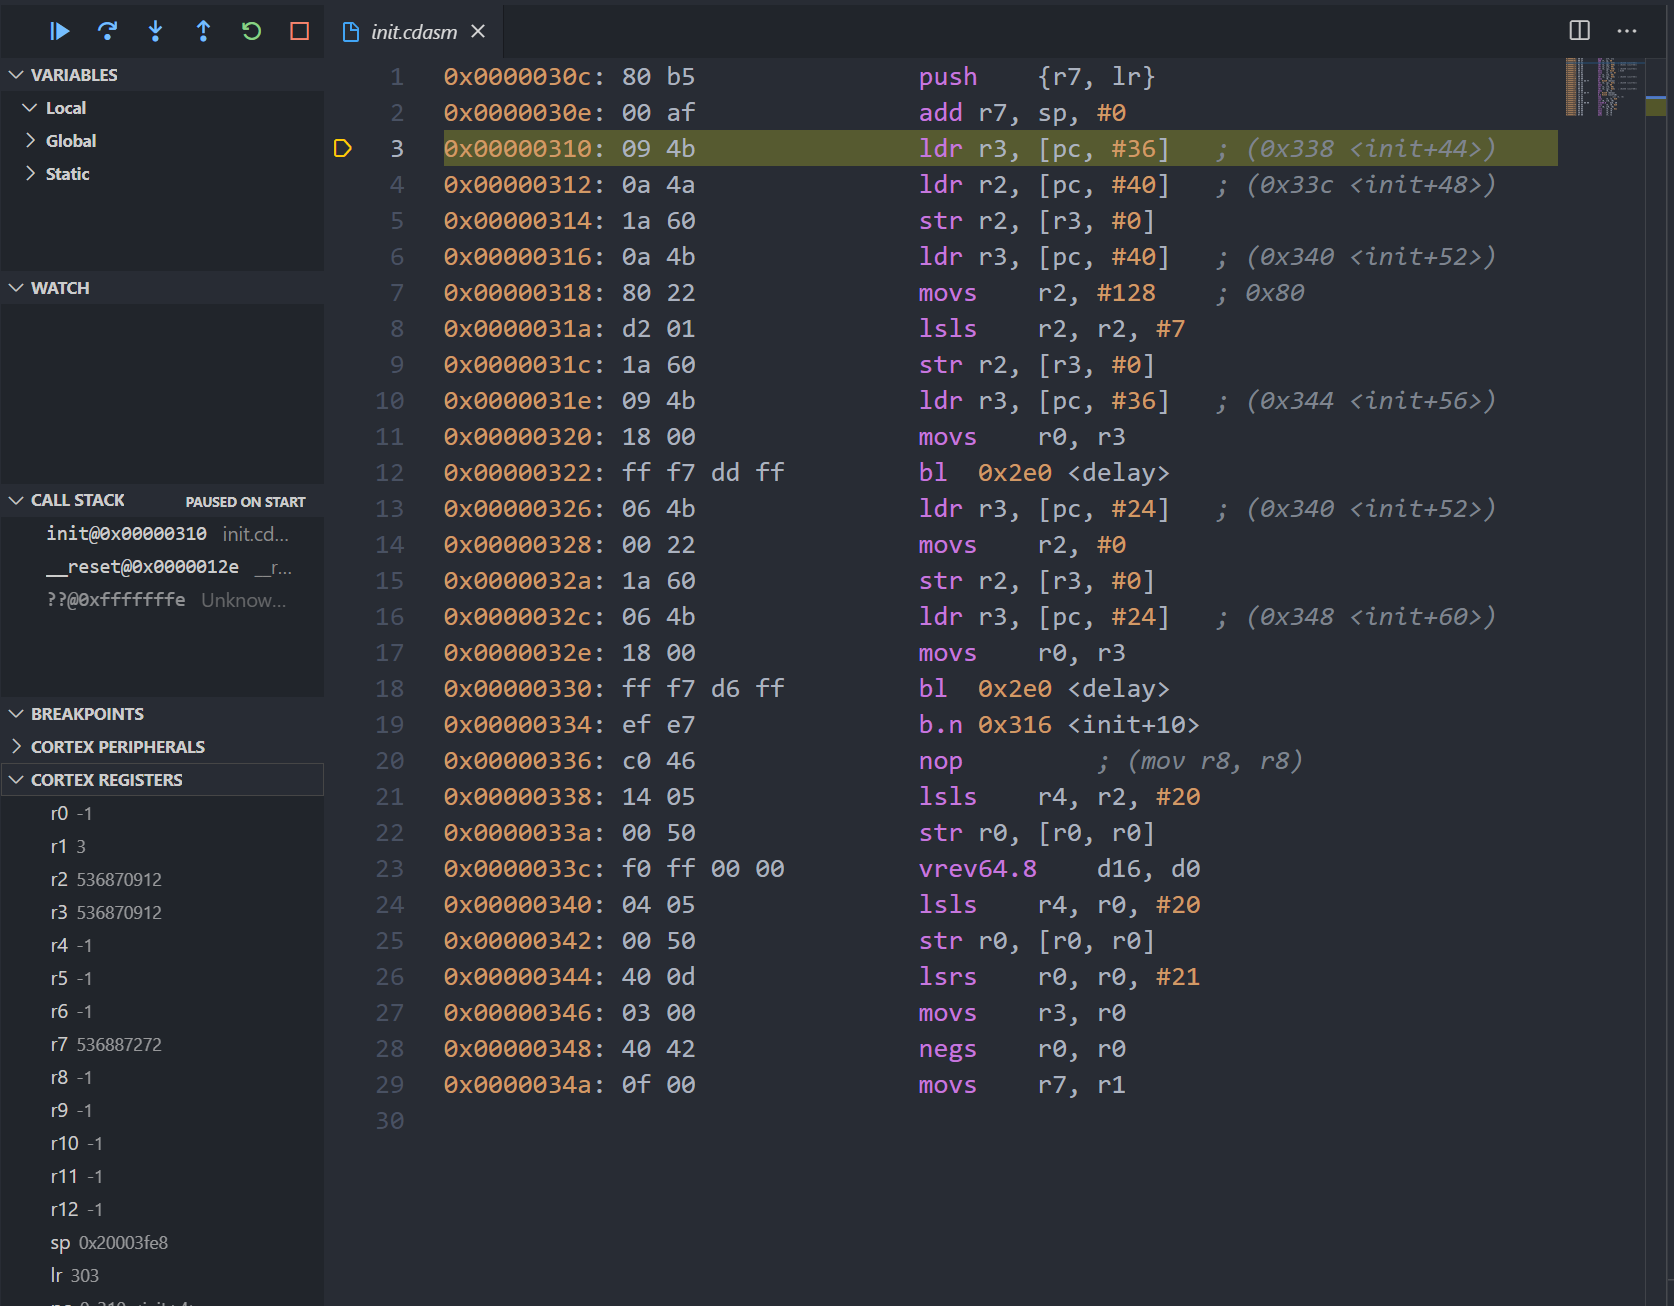 init.cdasm
VARIABLES
Local
Global
Static
WATCH
CALL STACK PAUSED ON START
init@0x00000310 init.cd...
__reset@0x0000012e __r...
??@0xfffffffe Unknow...
BREAKPOINTS
CORTEX PERIPHERALS
CORTEX REGISTERS
r0 -1
r1 3
r2 536870912
r3 536870912
r4 -1
r5 -1
r6 -1
r7 536887272
r8 -1
r9 -1
r10 -1
r11 -1
r12 -1
sp 0x20003fe8
lr 303
1 0x0000030c: 80 b5 push {r7, lr}
2 0x0000030e: 00 af add r7, sp, #0
3 0x00000310: 09 4b ldr r3, [pc, #36] ; (0x338 <init+44>)
4 0x00000312: 0a 4a ldr r2, [pc, #40] ; (0x33c <init+48>)
5 0x00000314: 1a 60 str r2, [r3, #0]
6 0x00000316: 0a 4b ldr r3, [pc, #40] ; (0x340 <init+52>)
7 0x00000318: 80 22 movs r2, #128 ; 0x80
8 0x0000031a: d2 01 lsls r2, r2, #7
9 0x0000031c: 1a 60 str r2, [r3, #0]
10 0x0000031e: 09 4b ldr r3, [pc, #36] ; (0x344 <init+56>)
11 0x00000320: 18 00 movs r0, r3
12 0x00000322: ff f7 dd ff bl 0x2e0 <delay>
13 0x00000326: 06 4b ldr r3, [pc, #24] ; (0x340 <init+52>)
14 0x00000328: 00 22 movs r2, #0
15 0x0000032a: 1a 60 str r2, [r3, #0]
16 0x0000032c: 06 4b ldr r3, [pc, #24] ; (0x348 <init+60>)
17 0x0000032e: 18 00 movs r0, r3
18 0x00000330: ff f7 d6 ff bl 0x2e0 <delay>
19 0x00000334: ef e7 b.n 0x316 <init+10>
20 0x00000336: c0 46 nop ; (mov r8, r8)
21 0x00000338: 14 05 lsls r4, r2, #20
22 0x0000033a: 00 50 str r0, [r0, r0]
23 0x0000033c: f0 ff 00 00 vrev64.8 d16, d0
24 0x00000340: 04 05 lsls r4, r0, #20
25 0x00000342: 00 50 str r0, [r0, r0]
26 0x00000344: 40 0d lsrs r0, r0, #21
27 0x00000346: 03 00 movs r3, r0
28 0x00000348: 40 42 negs r0, r0
29 0x0000034a: 0f 00 movs r7, r1
30